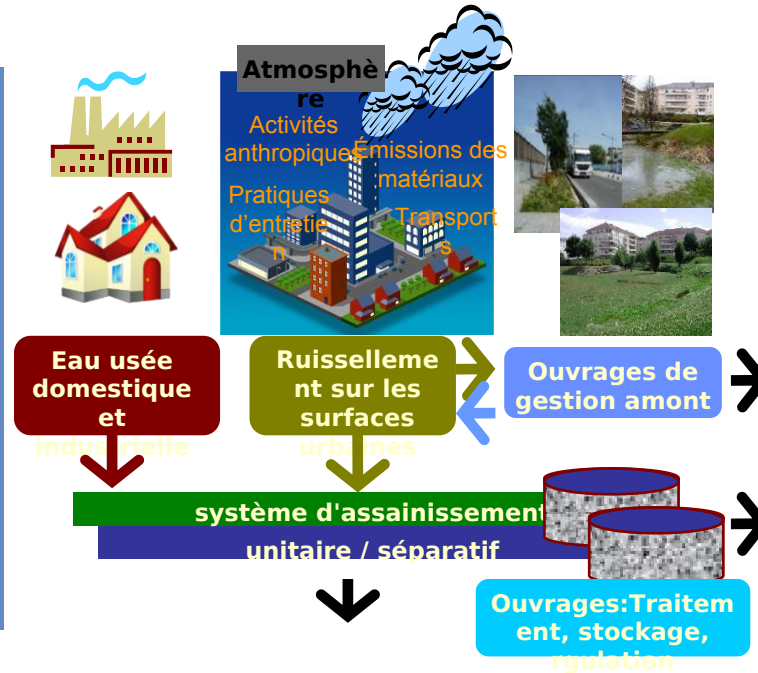 Atmosphè
re
Activités
anthropiques
Émissions des
matériaux
Pratiques
d’entretie
n
Transport
s
Eau usée
domestique
et
industrielle
Ruisselleme
nt sur les
surfaces
urbaines
Ouvrages de
gestion amont
système d'assainissement
unitaire / séparatif
Ouvrages:Traitem
ent, stockage,
rgulation